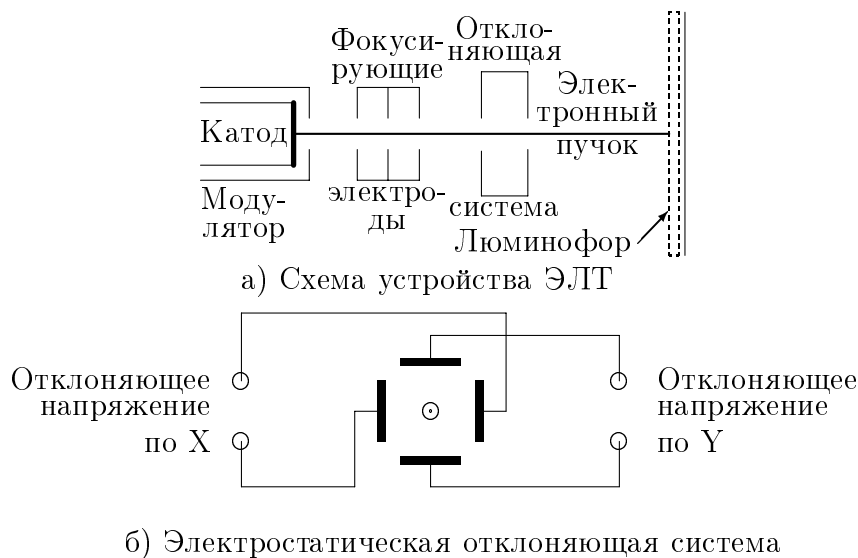 Фокуси-
рующие
Откло-
няющая
Элек-
тронный
пучок
Катод
Моду-
лятор
электро-
ды
система
Люминофор
а) Схема устройства ЭЛТ
Отклоняющее
напряжение
по X
Отклоняющее
напряжение
по Y
б) Электростатическая отклоняющая система